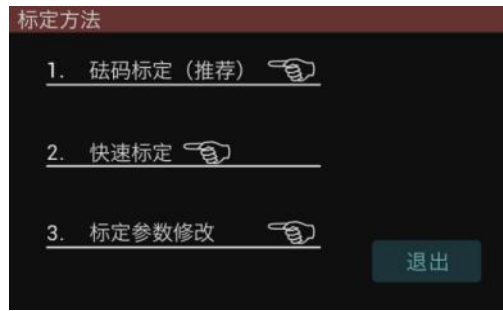 标定方法
1. 砝码标定（推荐）
2. 快速标定
3. 标定参数修改
退出